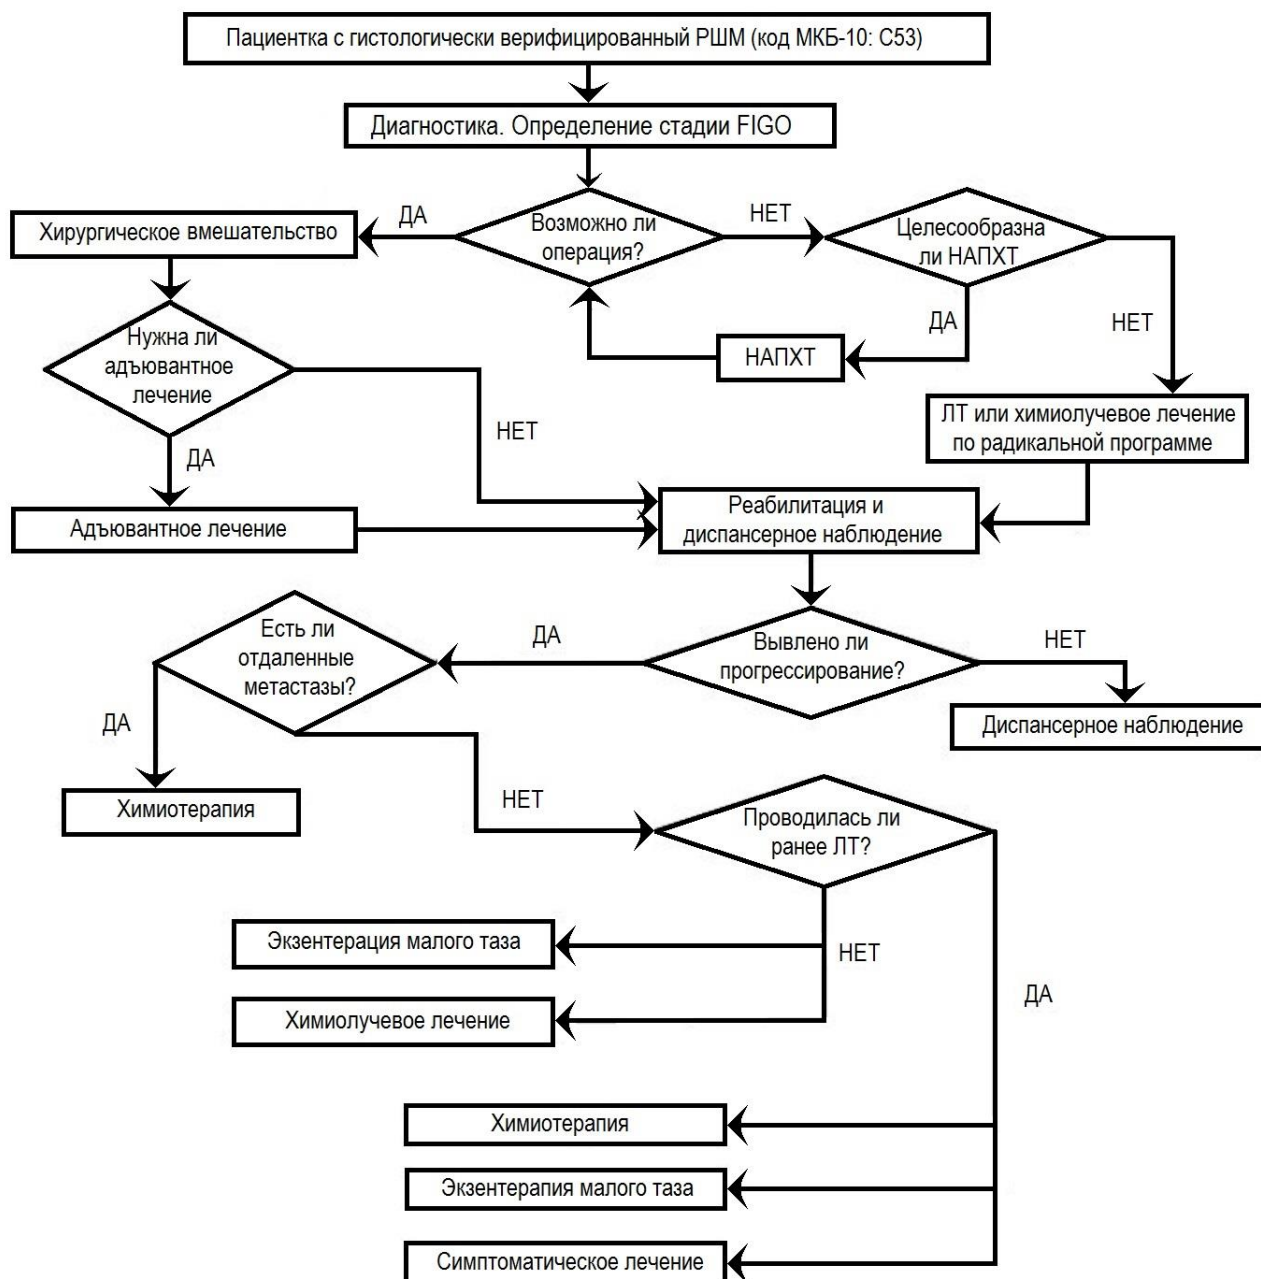 Пациентка с гистологически верифицированный РШМ (код МКБ-10: C53)
Диагностика. Определение стадии FIGO
Возможно ли
операция?
ДА
НЕТ
Хирургическое вмешательство
Целесообразна
ли НАПХТ
ДА
НЕТ
НАПХТ
Нужна ли
адъювантное
лечение
НЕТ
ДА
ЛТ или химиолучевое лечение
по радикальной программе
Адъювантное лечение
Реабилитация и
диспансерное наблюдение
Вывлено ли
прогрессирование?
ДА
НЕТ
Есть ли
отдаленные
метастазы?
Диспансерное наблюдение
ДА
НЕТ
Химиотерапия
Проводилась ли
ранее ЛТ?
НЕТ
ДА
Экзентерация малого таза
Химиолучевое лечение
Химиотерапия
Экзентерапия малого таза
Симптоматическое лечение